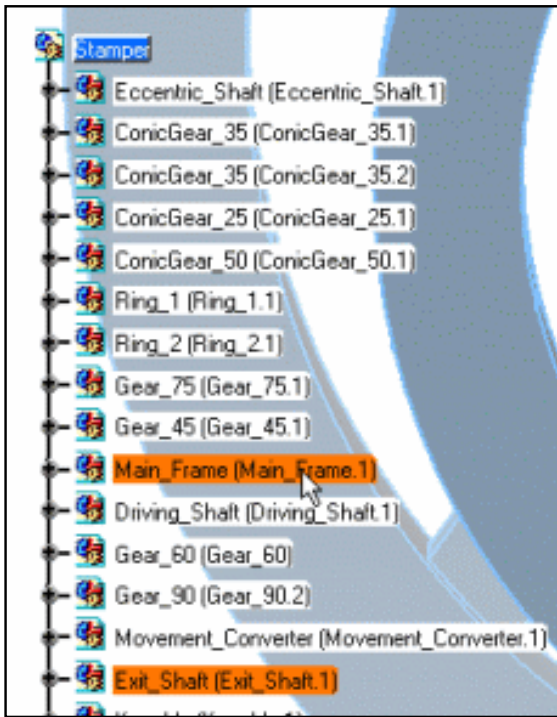 Stamper
Eccentric_Shaft (Eccentric_Shaft.1)
ConicGear_35 (ConicGear_35.1)
ConicGear_35 (ConicGear_35.2)
ConicGear_25 (ConicGear_25.1)
ConicGear_50 (ConicGear_50.1)
Ring_1 (Ring_1.1)
Ring_2 (Ring_2.1)
Gear_75 (Gear_75.1)
Gear_45 (Gear_45.1)
Main_Frame (Main_Frame.1)
Driving_Shaft (Driving_Shaft.1)
Gear_60 (Gear_60)
Gear_90 (Gear_90.2)
Movement_Converter (Movement_Converter.1)
Exit_Shaft (Exit_Shaft.1)